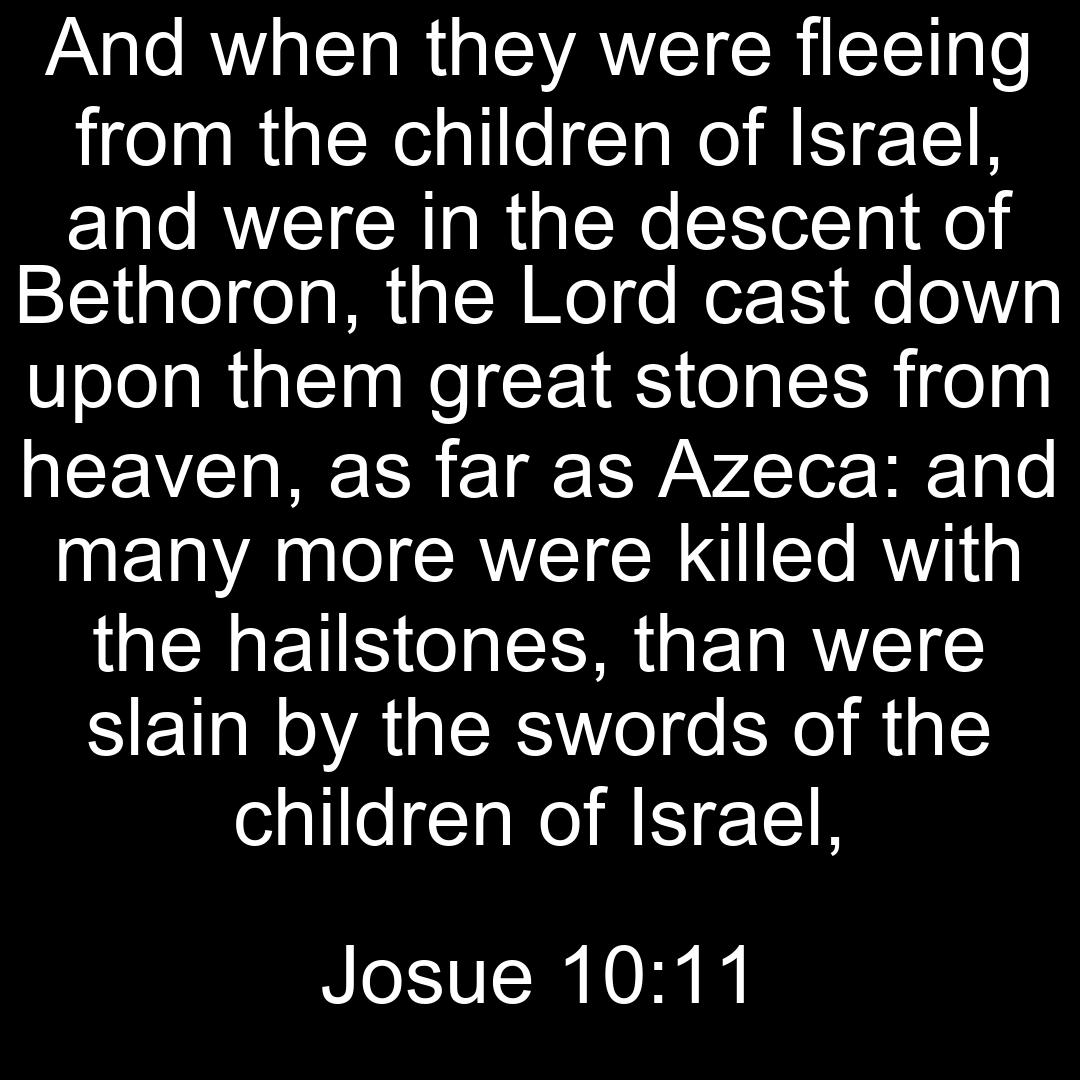 And when they were fleeing
from the children of Israel,
and were in the descent of
Bethoron, the Lord cast down
upon them great stones from
heaven, as far as Azeca: and
many more were killed with
the hailstones, than were
slain by the swords of the
children of Israel,
Josue 10:11